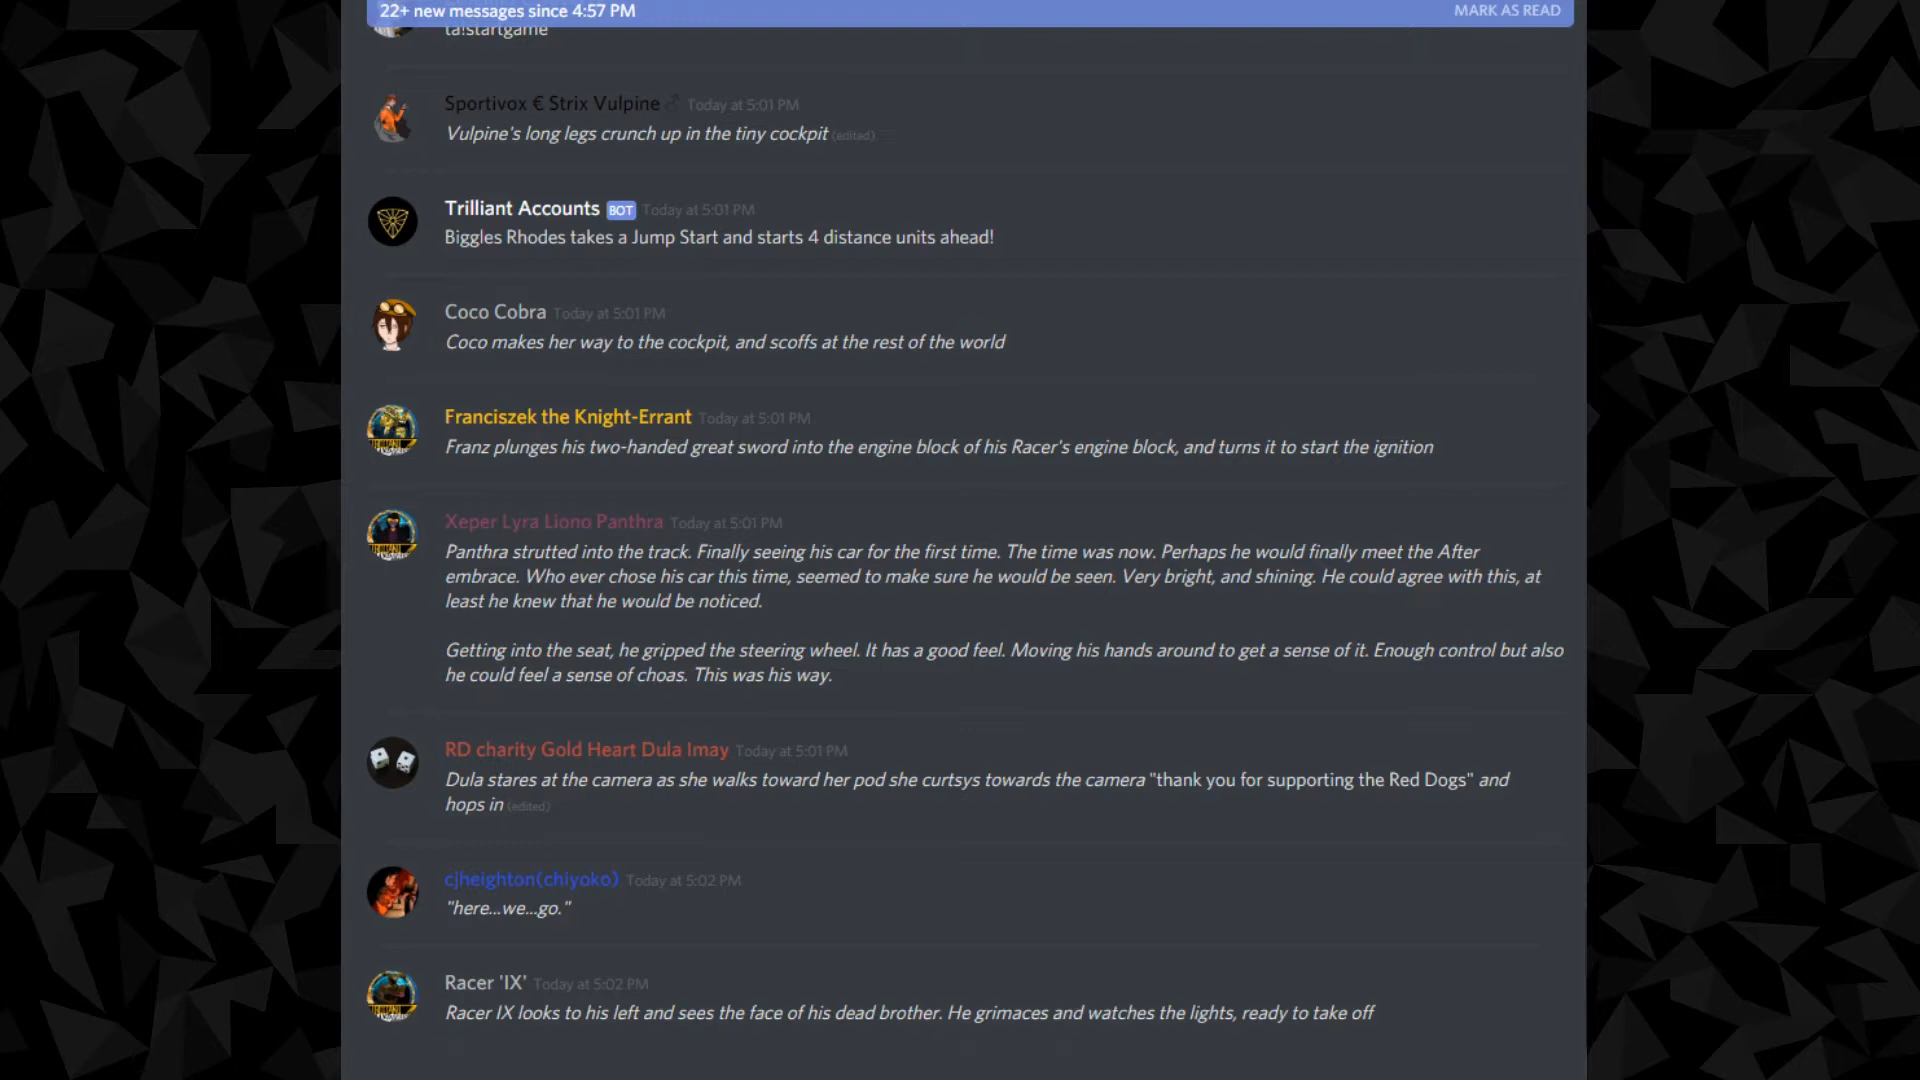 22+ new messages since 4:57 PM
MARK AS READ
ta!startgame
Sportivox € Strix Vulpine ♂ Today at 5:01 PM
Vulpine's long legs crunch up in the tiny cockpit (edited)
Trilliant Accounts BOT Today at 5:01 PM
Biggles Rhodes takes a Jump Start and starts 4 distance units ahead!
Coco Cobra Today at 5:01 PM
Coco makes her way to the cockpit, and scoffs at the rest of the world
Franciszek the Knight-Errant Today at 5:01 PM
Franz plunges his two-handed great sword into the engine block of his Racer's engine block, and turns it to start the ignition
Xeper Lyra Liono Panthra Today at 5:01 PM
Panthra strutted into the track. Finally seeing his car for the first time. The time was now. Perhaps he would finally meet the After
embrace. Who ever chose his car this time, seemed to make sure he would be seen. Very bright, and shining. He could agree with this, at
least he knew that he would be noticed.
Getting into the seat, he gripped the steering wheel. It has a good feel. Moving his hands around to get a sense of it. Enough control but also
he could feel a sense of choas. This was his way.
RD charity Gold Heart Dula Imay Today at 5:01 PM
Dula stares at the camera as she walks toward her pod she curtsys towards the camera "thank you for supporting the Red Dogs" and
hops in (edited)
cjheighton(chiyoko) Today at 5:02 PM
"here...we...go."
Racer 'IX' Today at 5:02 PM
Racer IX looks to his left and sees the face of his dead brother. He grimaces and watches the lights, ready to take off